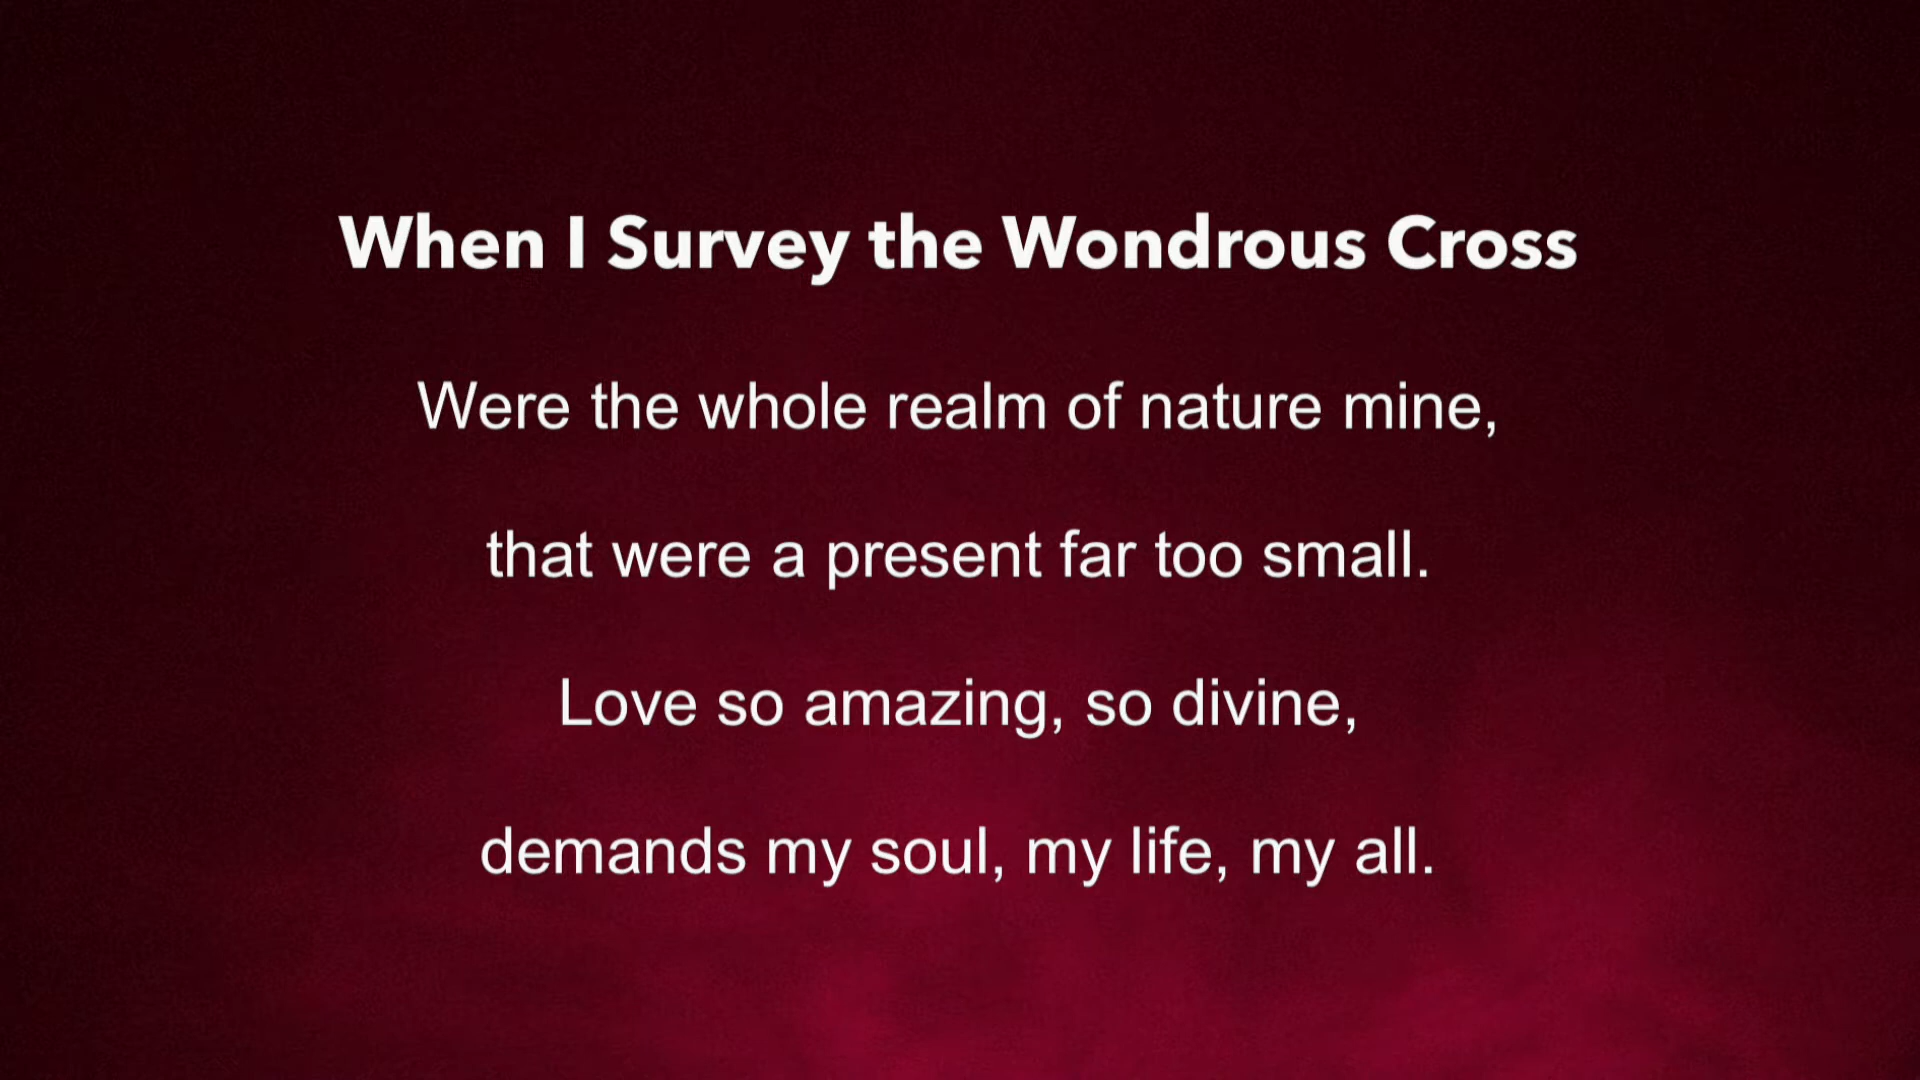 When I Survey the Wondrous Cross
Were the whole realm of nature mine,
that were a present far too small.
Love so amazing, so divine,
demands my soul, my life, my all.